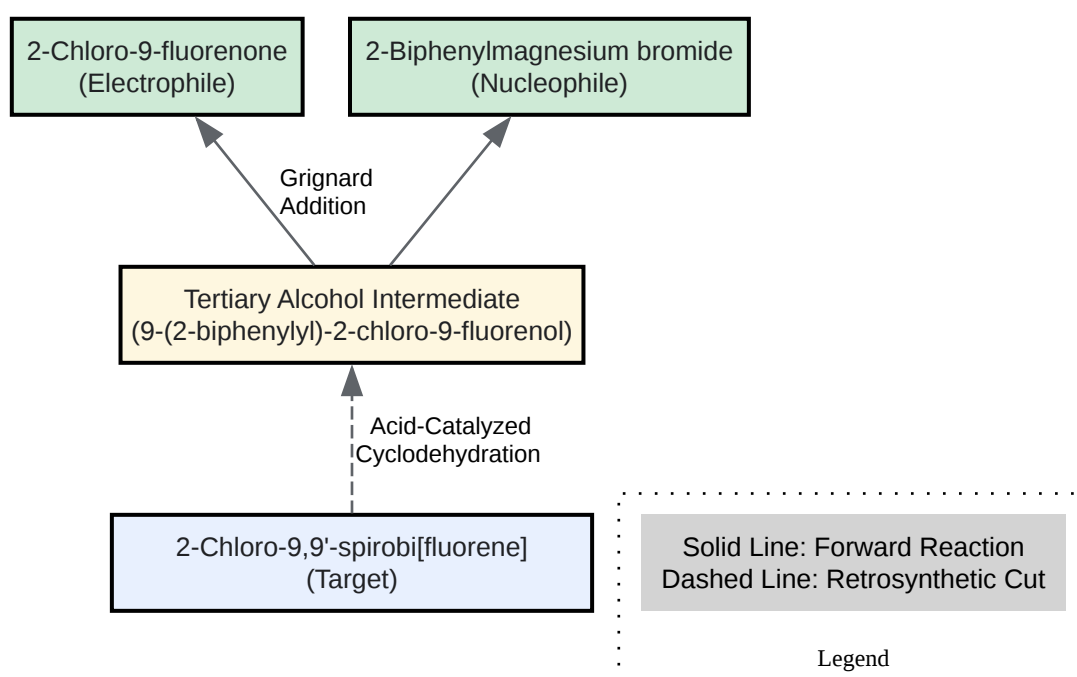 2-Chloro-9-fluorenone
(Electrophile)
2-Biphenylmagnesium bromide
(Nucleophile)
Grignard
Addition
Tertiary Alcohol Intermediate
(9-(2-biphenylyl)-2-chloro-9-fluorenol)
Acid-Catalyzed
Cyclodehydration
2-Chloro-9,9'-spirobi[fluorene]
(Target)
Solid Line: Forward Reaction
Dashed Line: Retrosynthetic Cut
Legend